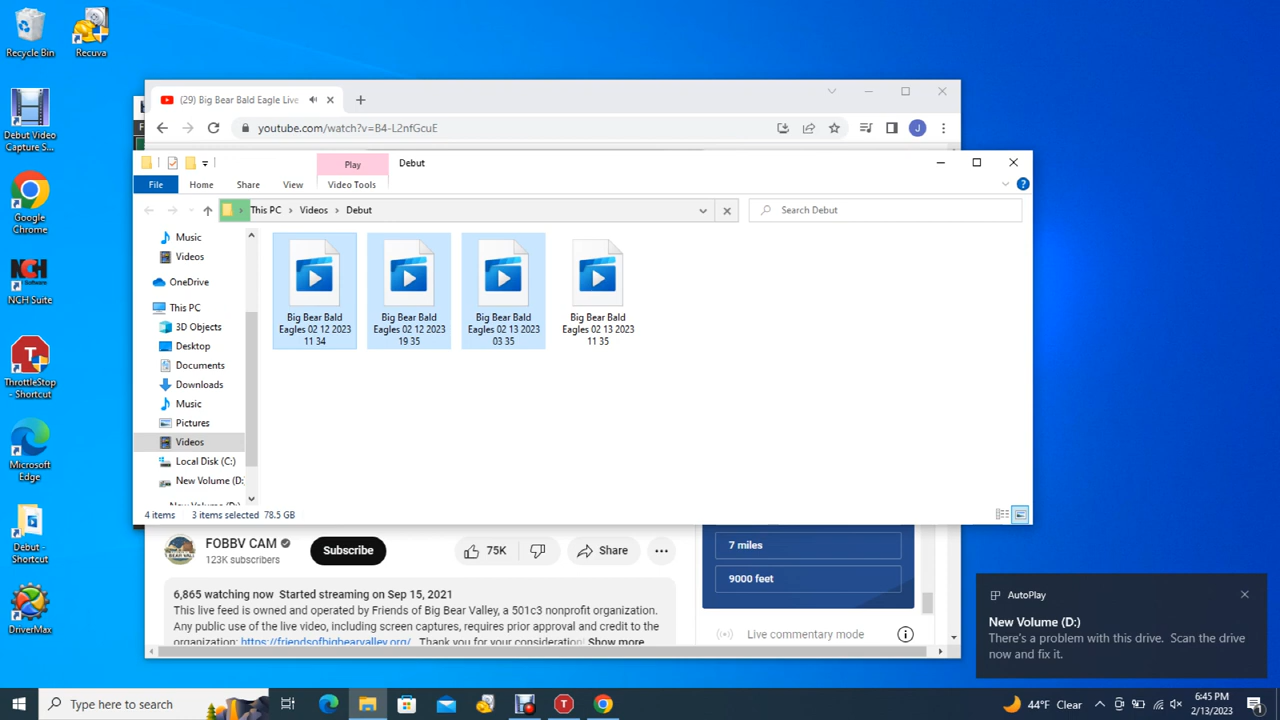 Recycle Bin
Recuva
Debut Video
Capture S...
Google
Chrome
NCH
Software
NCH Suite
ThrottleStop
- Shortcut
Microsoft
Edge
Debut -
Shortcut
DriverMax
(29) Big Bear Bald Eagle Live
youtube.com/watch?v=B4-L2nfGcuE
J
Play
Debut
File
Home
Share
View
Video Tools
This PC
Videos
Debut
Search Debut
Music
Videos
OneDrive
This PC
3D Objects
Desktop
Documents
Downloads
Music
Pictures
Videos
Local Disk (C:)
New Volume (D:
New Volume (D:)
Big Bear Bald
Eagles 02 12 2023
11 34
Big Bear Bald
Eagles 02 12 2023
19 35
Big Bear Bald
Eagles 02 13 2023
03 35
Big Bear Bald
Eagles 02 13 2023
11 35
4 items
3 items selected 78.5 GB
FOBBV CAM
123K subscribers
Subscribe
75K
Share
6,865 watching now Started streaming on Sep 15, 2021
This live feed is owned and operated by Friends of Big Bear Valley, a 501c3 nonprofit organization.
Any public use of the live video, including screen captures, requires prior approval and credit to the
organization: https://friendsofbigbearvalley.org/ Thank you for your consideration! Show more
7 miles
9000 feet
Live commentary mode
AutoPlay
New Volume (D:)
There's a problem with this drive. Scan the drive
now and fix it.
Type here to search
44°F Clear
6:45 PM
2/13/2023
1